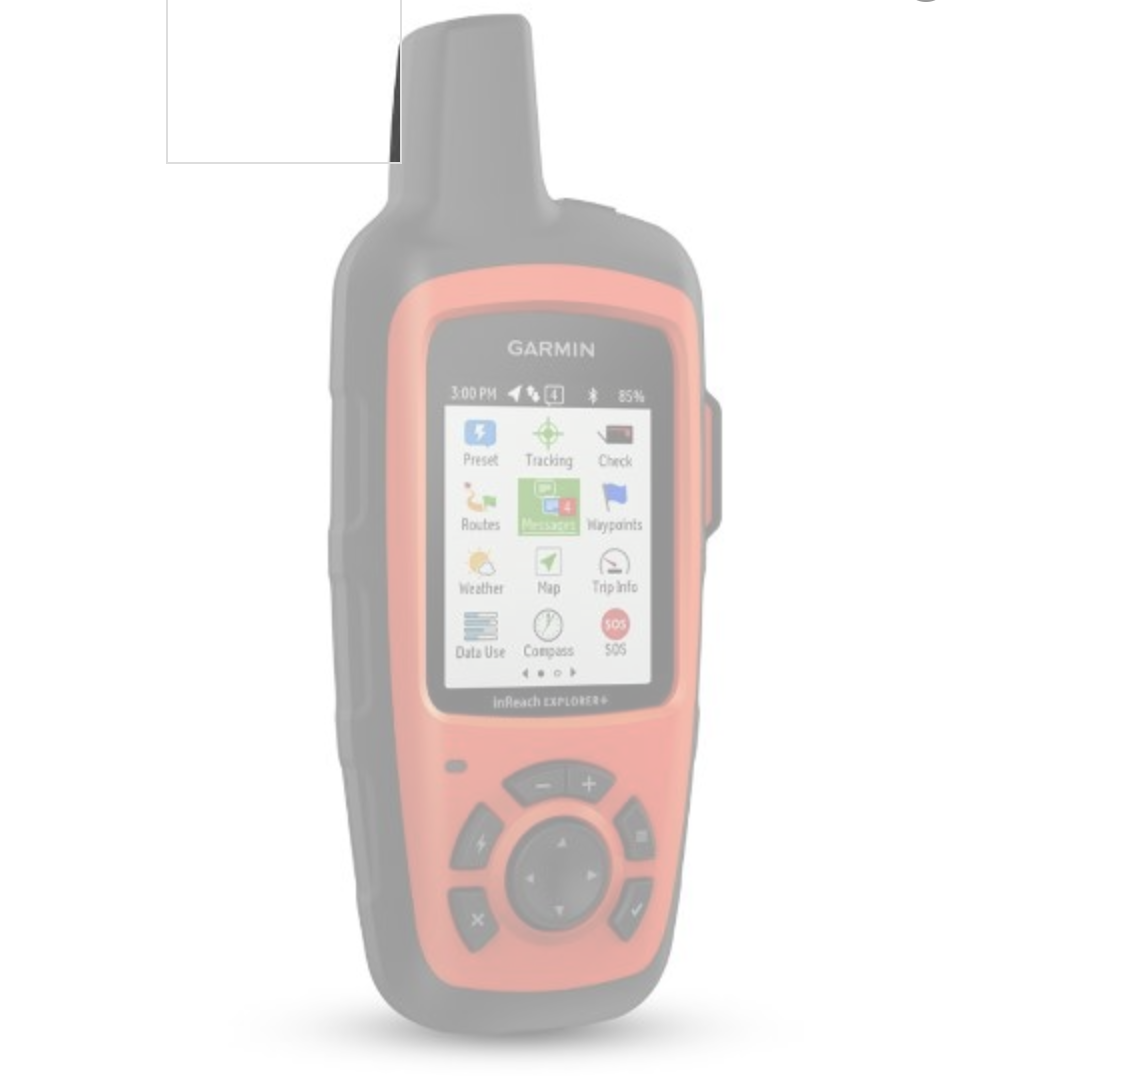 GARMIN
3:00 PM 4 85%
Preset Tracking Check
4
Routes Messages Waypoints
Weather Map Trip Info
SOS
Data Use Compass SOS
inReach EXPLORER+